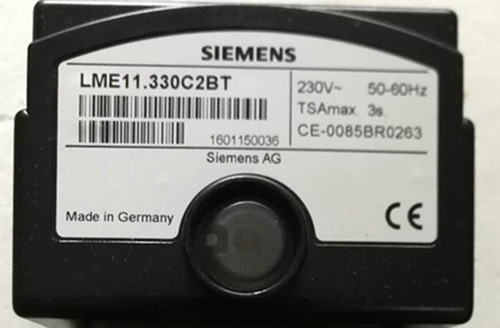 SIEMENS
LME11.330C2BT
230V~ 50-60Hz
TSAmax. 3s.
CE-0085BR0263
1601150036
Siemens AG
Made in Germany
CE